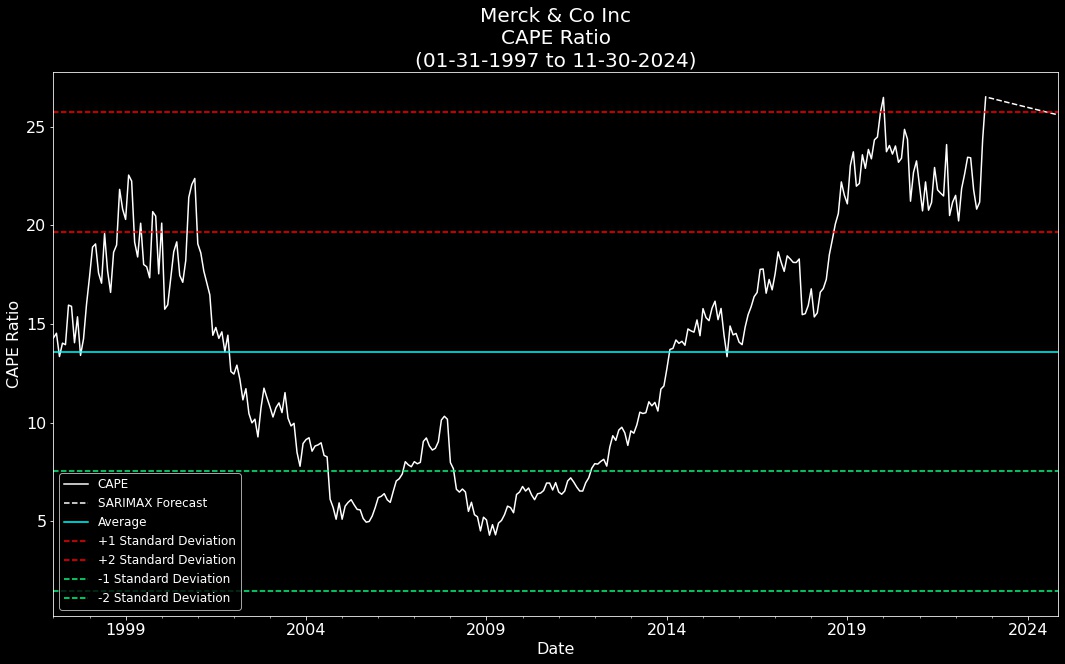 Merck & Co Inc
CAPE Ratio
(01-31-1997 to 11-30-2024)
CAPE Ratio
25
20
15
10
5
CAPE
SARIMAX Forecast
Average
+1 Standard Deviation
+2 Standard Deviation
-1 Standard Deviation
-2 Standard Deviation
1999 2004 2009 2014 2019 2024
Date